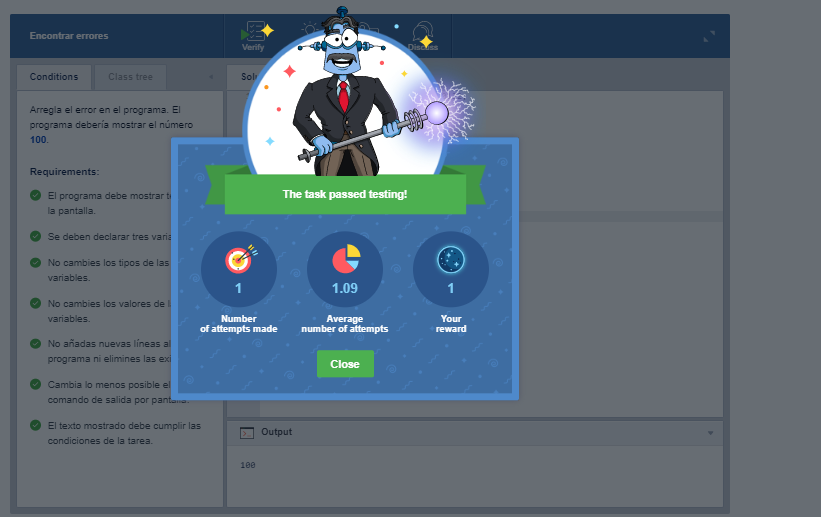 Encontrar errores
Verify
Discuss
Conditions
Class tree
Arregla el error en el programa. El
programa debería mostrar el número
100.
Requirements:
El programa debe mostrar
la pantalla.
Se deben declarar tres
No cambies los tipos de las
variables.
No cambies los valores de
variables.
No añadas nuevas líneas al
programa ni elimines las
Cambia lo menos posible el
comando de salida por pantalla.
El texto mostrado debe cumplir las
condiciones de la tarea.
The task passed testing!
1
Number
of attempts made
1.09
Average
number of attempts
1
Your
reward
Close
Output
100